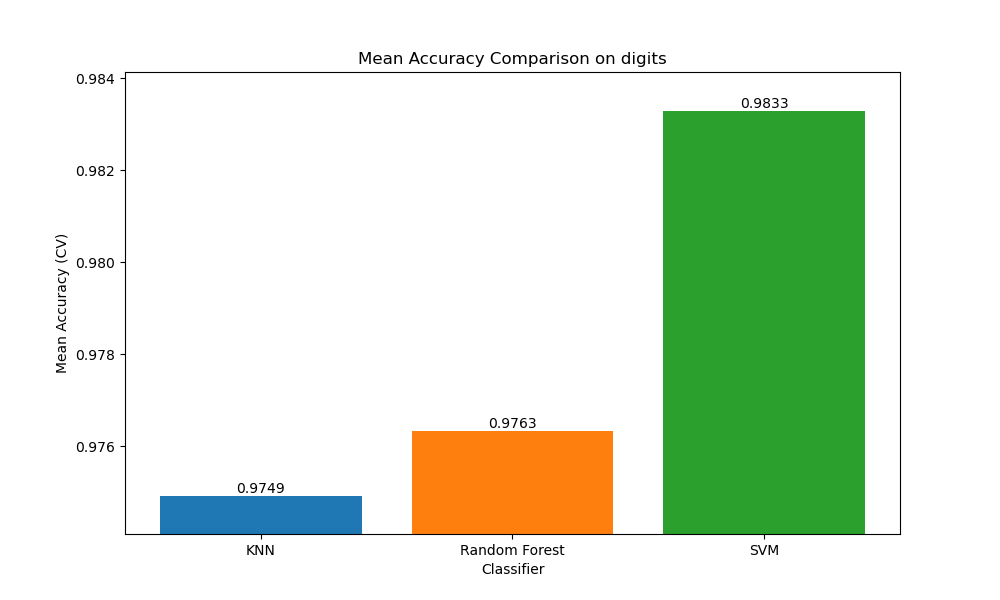 Mean Accuracy Comparison on digits
Mean Accuracy (CV)
0.984
0.982
0.980
0.978
0.976
0.9749
0.9763
0.9833
KNN
Random Forest
SVM
Classifier